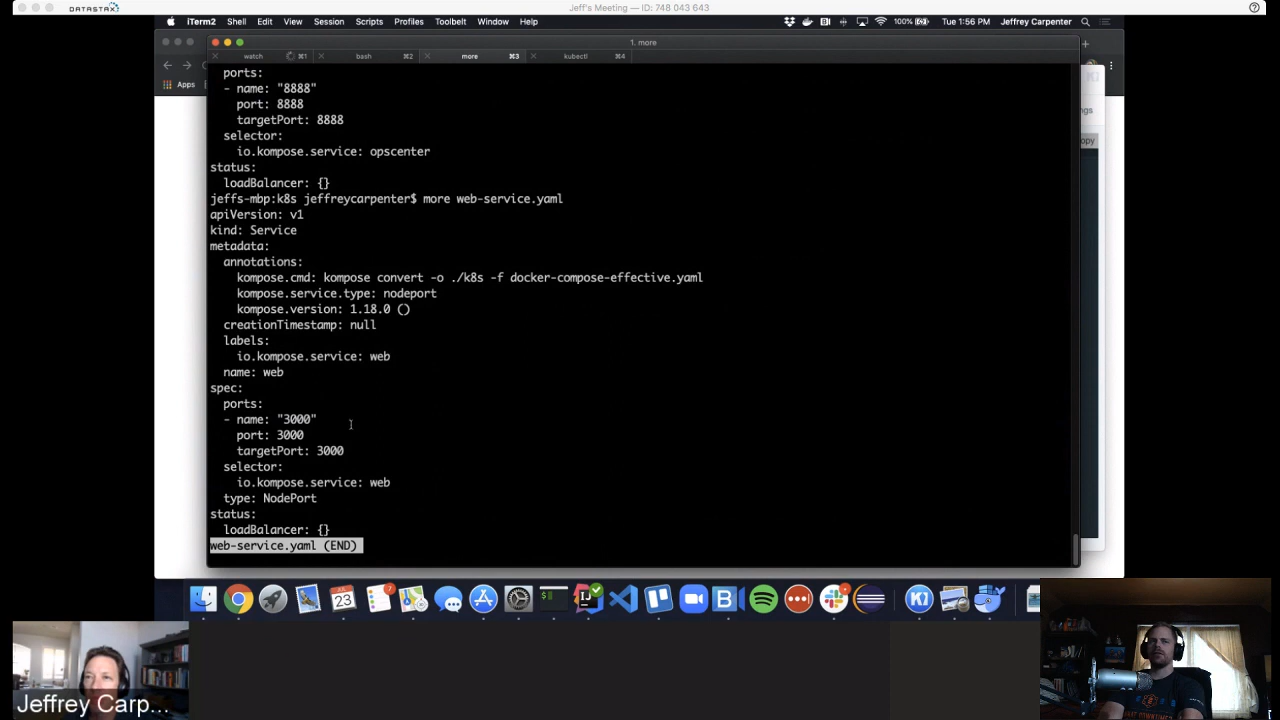 DATASTAX
Jeff's Meeting — ID: 748 043 643
iTerm2 Shell Edit View Session Scripts Profiles Toolbelt Window Help
100% Tue 1:56 PM Jeffrey Carpenter
1. more
watch ⌘1 bash ⌘2 more ⌘3 kubectl ⌘4
Apps
ports:
- name: "8888"
port: 8888
targetPort: 8888
selector:
io.kompose.service: opscenter
status:
loadBalancer: {}
jeffs-mbp:k8s jeffreycarpenter$ more web-service.yaml
apiVersion: v1
kind: Service
metadata:
annotations:
kompose.cmd: kompose convert -o ./k8s -f docker-compose-effective.yaml
kompose.service.type: nodeport
kompose.version: 1.18.0 ()
creationTimestamp: null
labels:
io.kompose.service: web
name: web
spec:
ports:
- name: "3000"
port: 3000
targetPort: 3000
selector:
io.kompose.service: web
type: NodePort
status:
loadBalancer: {}
web-service.yaml (END)
23
7
Jeffrey Carp...